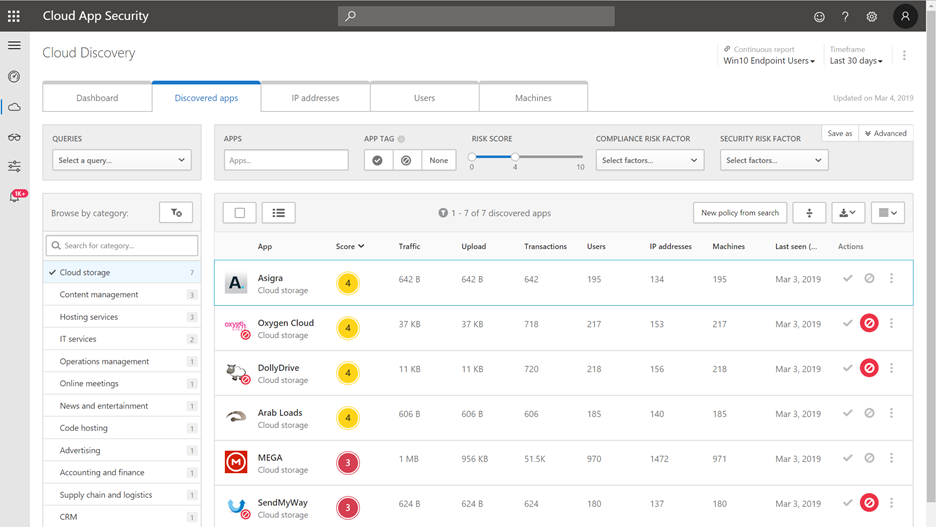 Cloud App Security
?
Cloud Discovery
Continuous report
Win10 Endpoint Users
Timeframe
Last 30 days
Dashboard
Discovered apps
IP addresses
Users
Machines
Updated on Mar 4, 2019
QUERIES
Select a query...
APPS
Apps...
APP TAG
None
RISK SCORE
0 4 10
COMPLIANCE RISK FACTOR
Select factors...
SECURITY RISK FACTOR
Select factors...
Save as
Advanced
1K+
Browse by category:
Search for category...
Cloud storage 7
Content management 3
Hosting services 3
IT services 2
Operations management 1
Online meetings 1
News and entertainment 1
Code hosting 1
Advertising 1
Accounting and finance 1
Supply chain and logistics 1
CRM 1
1 - 7 of 7 discovered apps
New policy from search
App Score Traffic Upload Transactions Users IP addresses Machines Last seen (... Actions
A. Asigra 4 642 B 642 B 642 195 134 195 Mar 3, 2019
Cloud storage
oxygen Oxygen Cloud 4 37 KB 37 KB 718 217 153 217 Mar 3, 2019
Cloud storage
DollyDrive 4 11 KB 11 KB 720 218 156 218 Mar 3, 2019
Cloud storage
Arab Loads 4 606 B 606 B 606 185 140 185 Mar 3, 2019
Cloud storage
M MEGA 3 1 MB 956 KB 51.5K 970 1472 971 Mar 3, 2019
Cloud storage
SendMyWay 3 624 B 624 B 624 180 137 180 Mar 3, 2019
Cloud storage